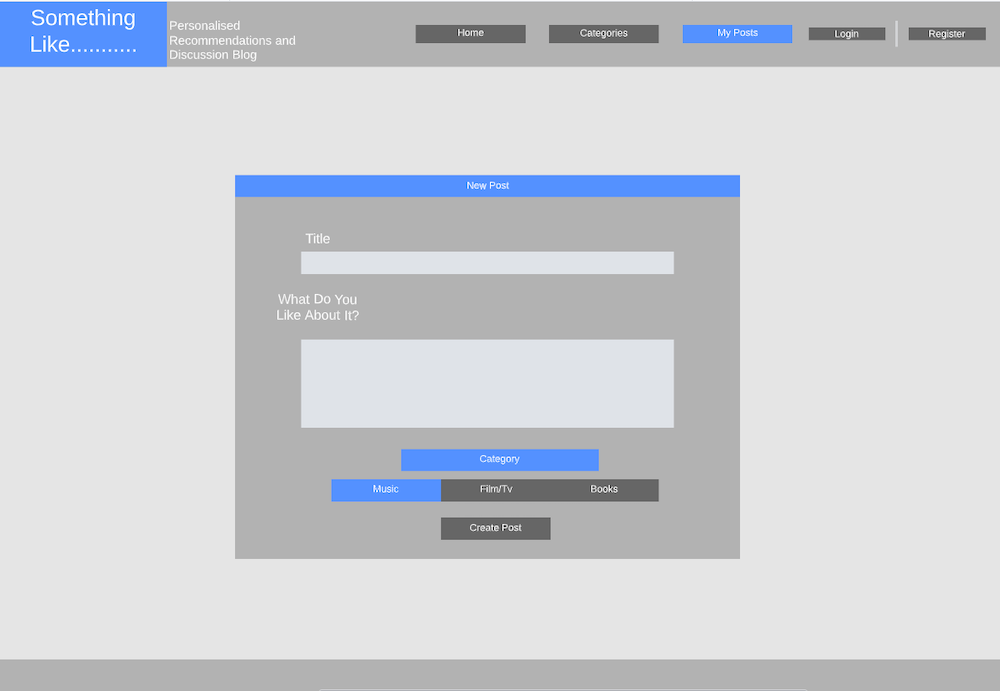 Something
Like...........
Personalised
Recommendations and
Discussion Blog
Home
Categories
My Posts
Login
Register
New Post
Title
What Do You
Like About It?
Category
Music
Film/Tv
Books
Create Post